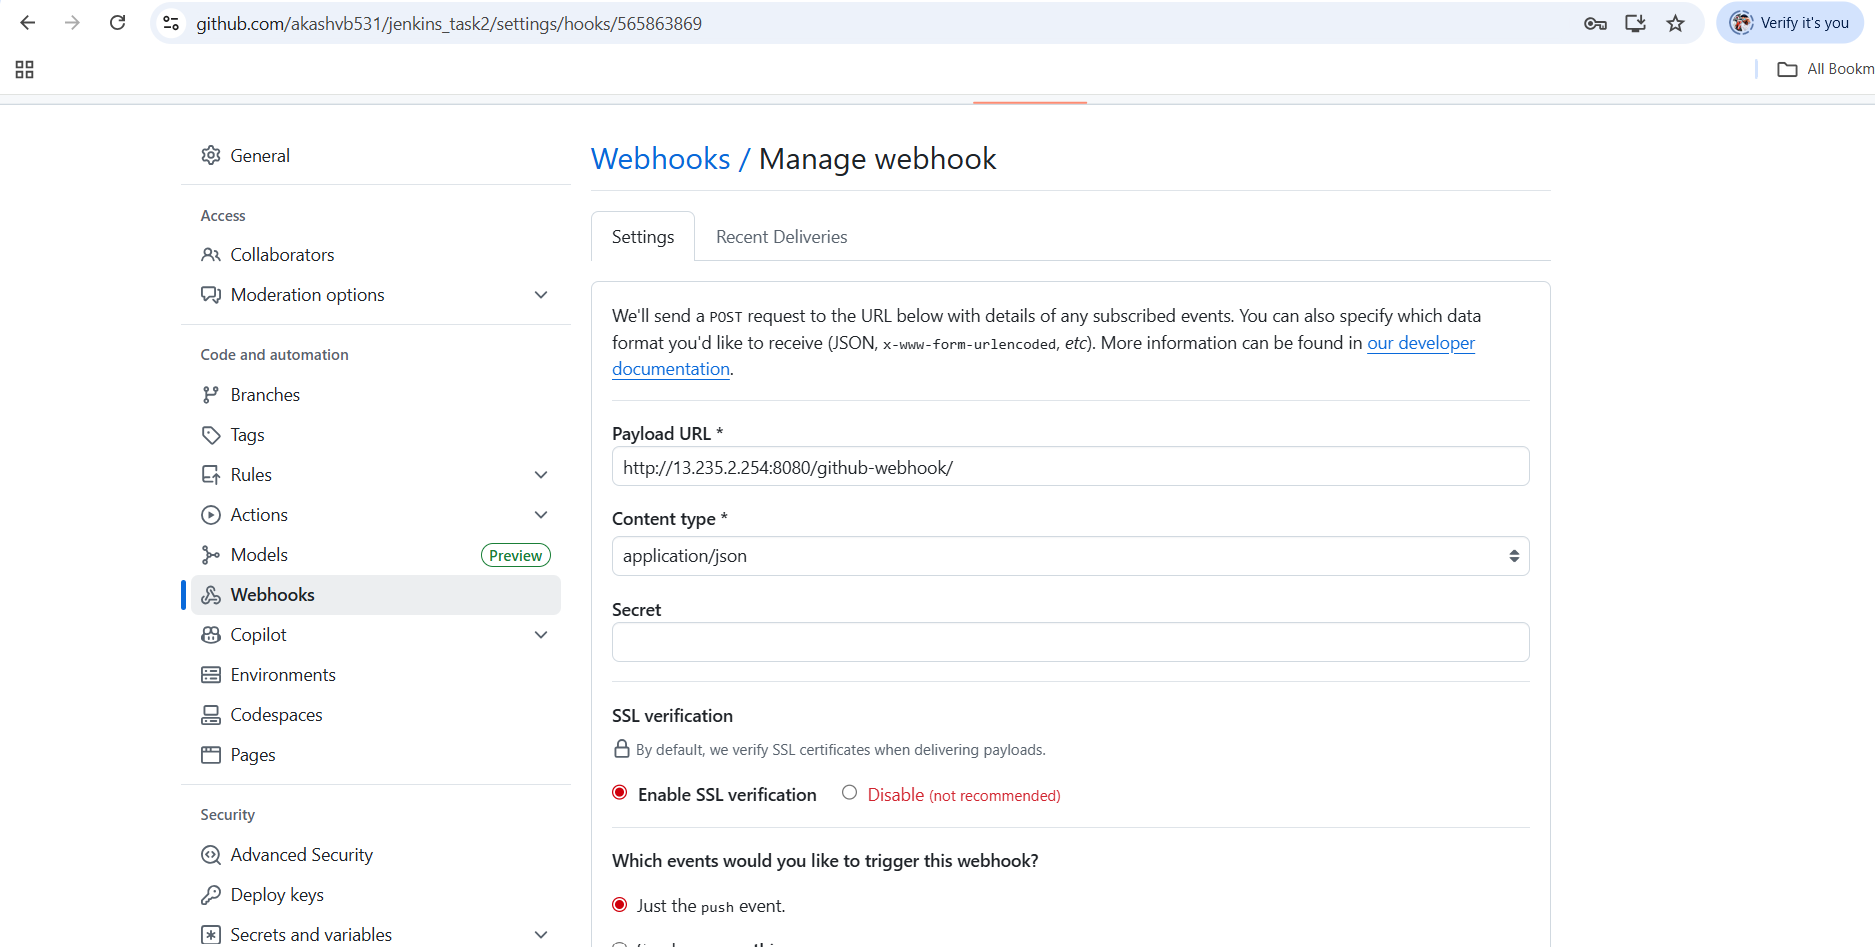 github.com/akashvb531/jenkins_task2/settings/hooks/565863869
Verify it's you
All Bookm
General
Access
Collaborators
Moderation options
Code and automation
Branches
Tags
Rules
Actions
Models
Preview
Webhooks
Copilot
Environments
Codespaces
Pages
Security
Advanced Security
Deploy keys
Secrets and variables
Webhooks / Manage webhook
Settings
Recent Deliveries
We'll send a POST request to the URL below with details of any subscribed events. You can also specify which data
format you'd like to receive (JSON, x-www-form-urlencoded, etc). More information can be found in our developer
documentation.
Payload URL *
http://13.235.2.254:8080/github-webhook/
Content type *
application/json
Secret
SSL verification
By default, we verify SSL certificates when delivering payloads.
Enable SSL verification
Disable (not recommended)
Which events would you like to trigger this webhook?
Just the push event.